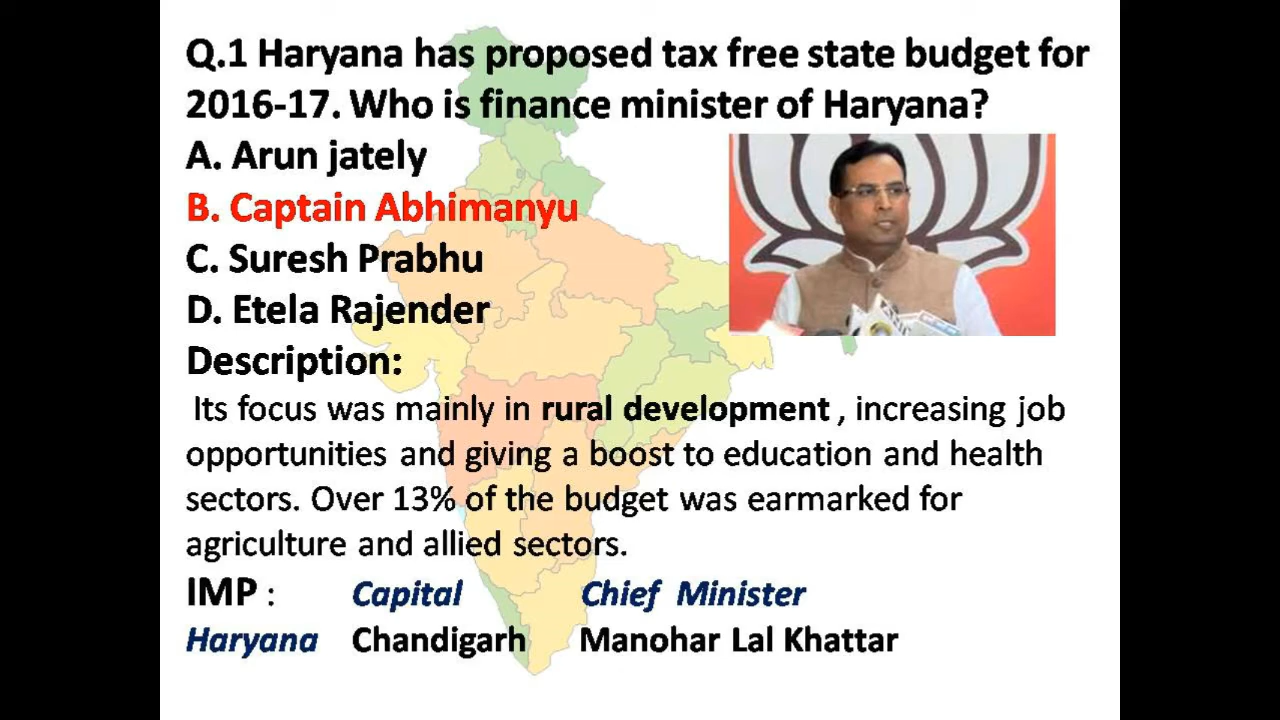 Q.1 Haryana has proposed tax free state budget for
2016-17. Who is finance minister of Haryana?
A. Arun jately
B. Captain Abhimanyu
C. Suresh Prabhu
D. Etela Rajender
Description:
Its focus was mainly in rural development , increasing job
opportunities and giving a boost to education and health
sectors. Over 13% of the budget was earmarked for
agriculture and allied sectors.
IMP : Capital Chief Minister
Haryana Chandigarh Manohar Lal Khattar